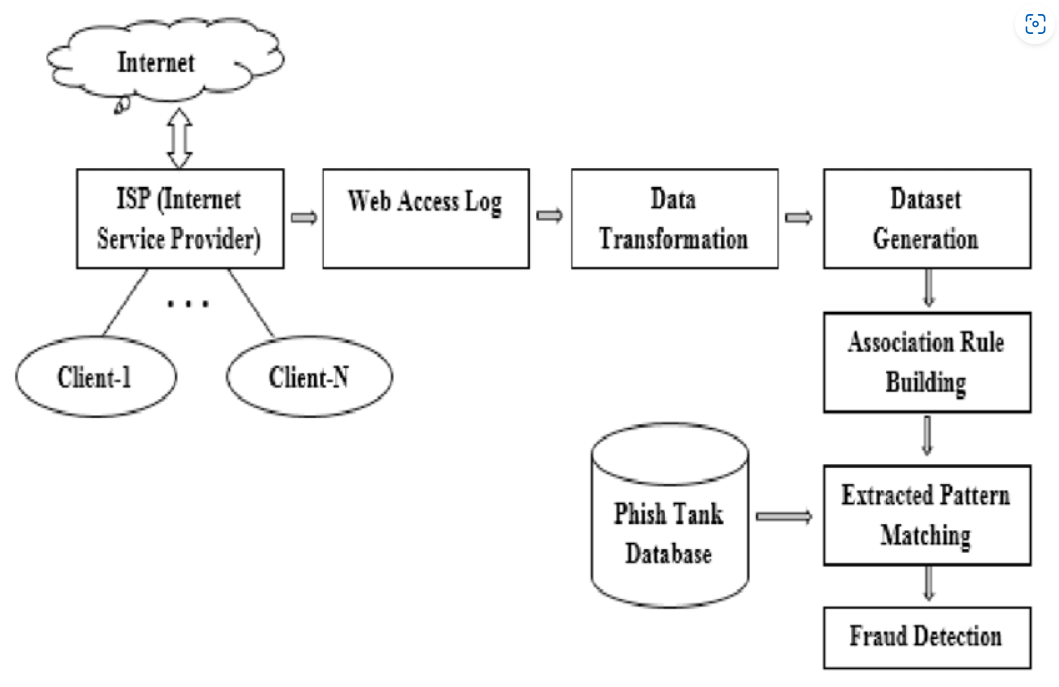 Internet
ISP (Internet
Service Provider)
Web Access Log
Data
Transformation
Dataset
Generation
...
Client-1
Client-N
Association Rule
Building
Phish Tank
Database
Extracted Pattern
Matching
Fraud Detection